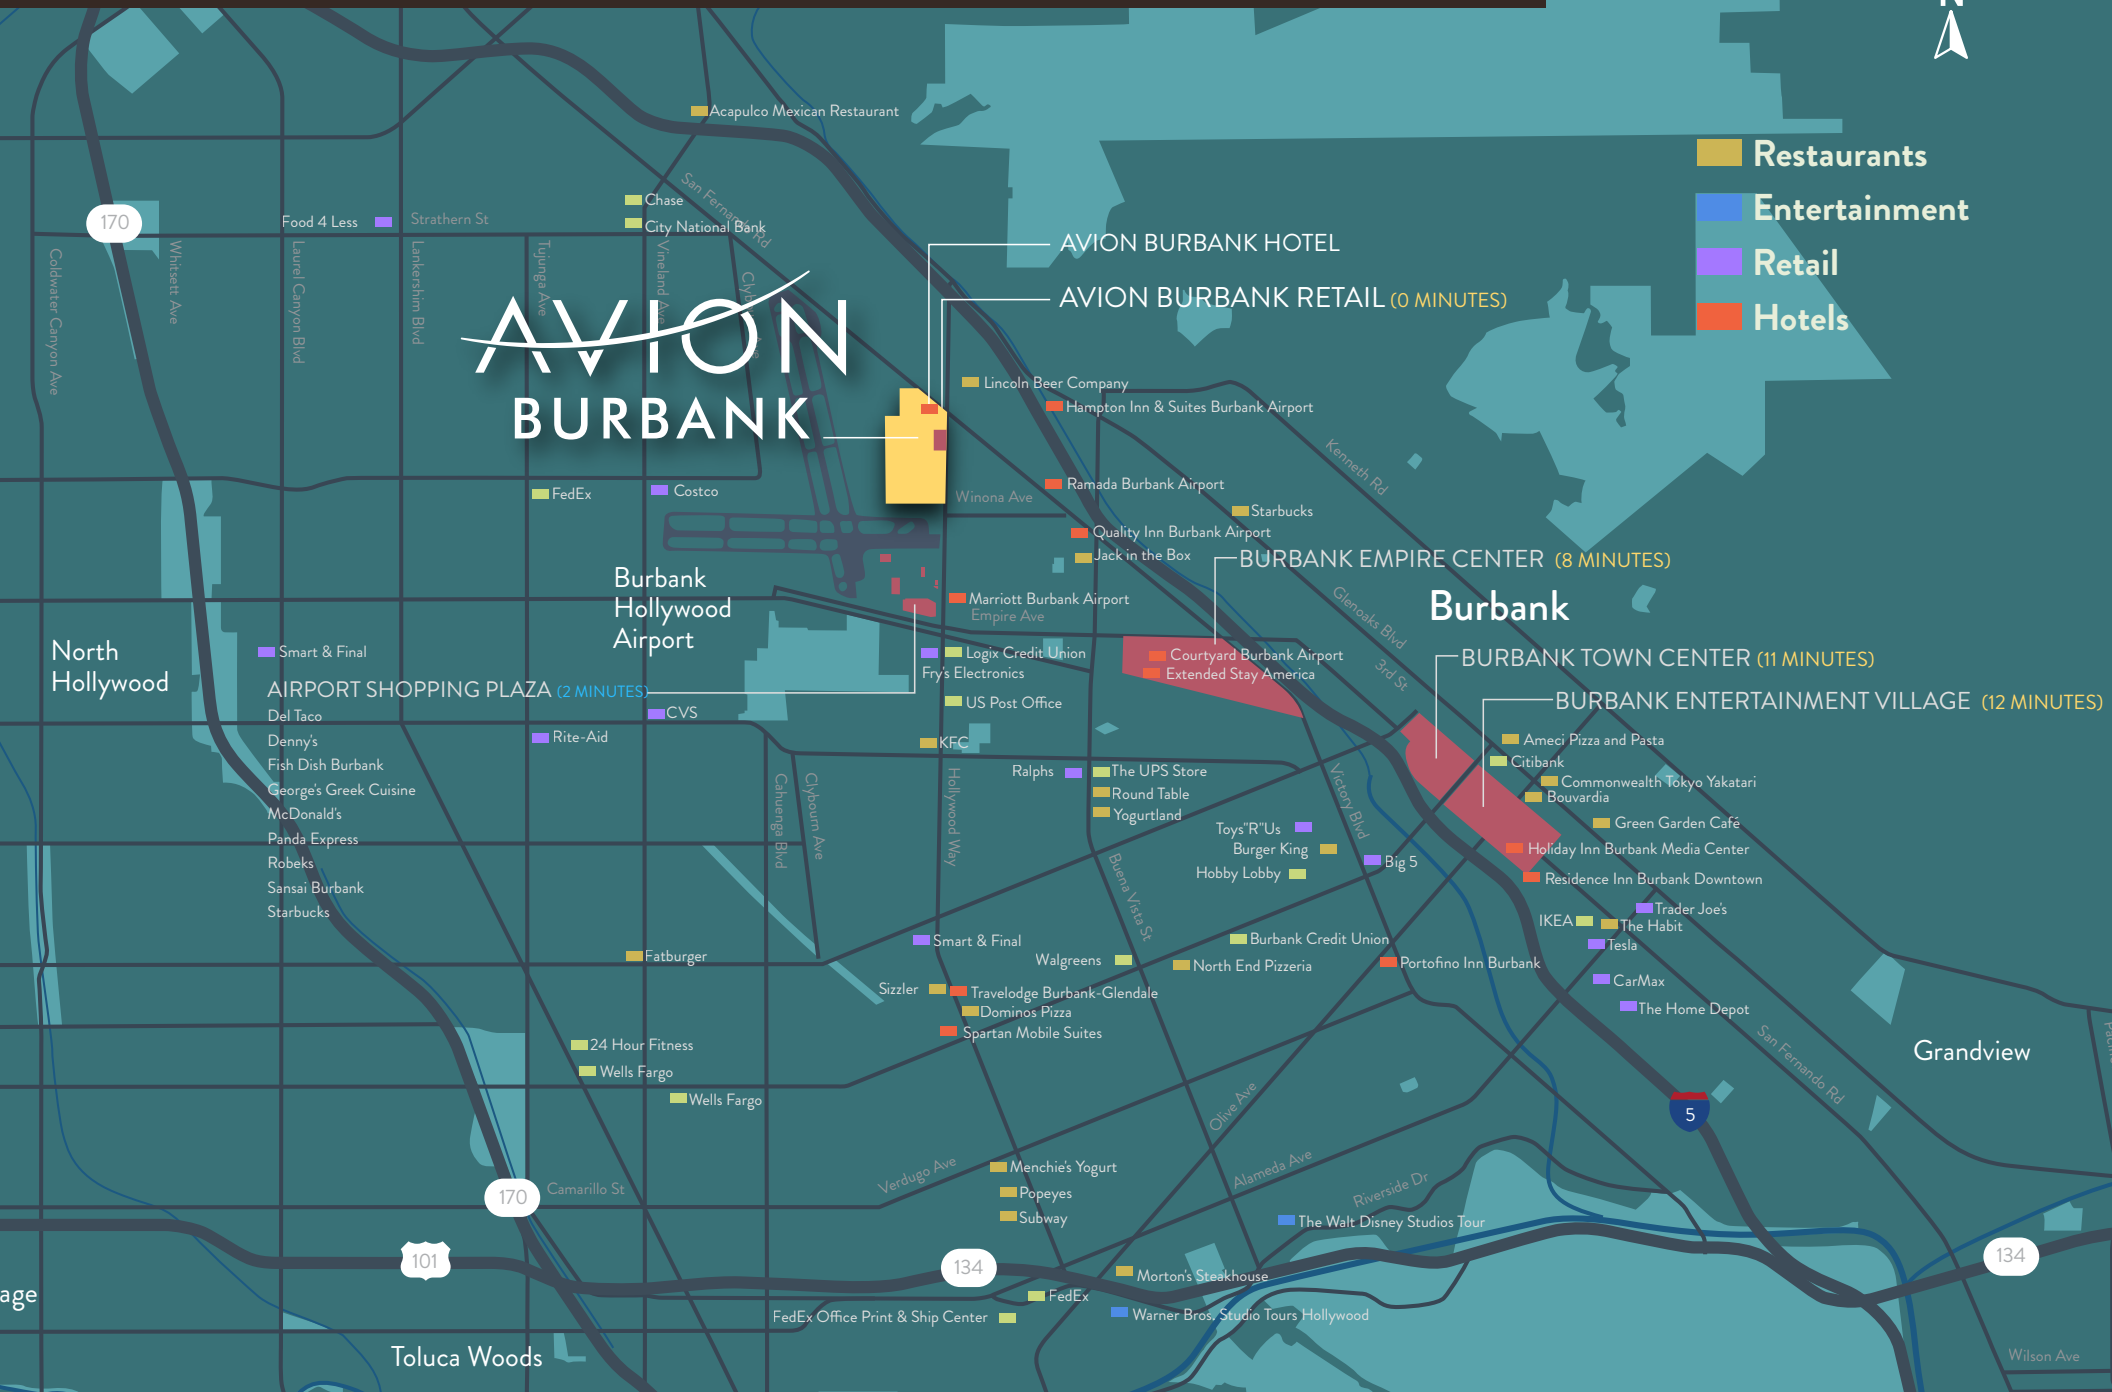 N
Acapulco Mexican Restaurant
Restaurants
Entertainment
Retail
Hotels
San Fernando Rd
Chase
City National Bank
170
Food 4 Less
Strathern St
Coldwater Canyon Ave
Whitsett Ave
Laurel Canyon Blvd
Lankershim Blvd
Tujunga Ave
Vineland Ave
AVION BURBANK HOTEL
AVION BURBANK RETAIL (0 MINUTES)
AVION
BURBANK
Lincoln Beer Company
Hampton Inn & Suites Burbank Airport
Kenneth Rd
FedEx
Costco
Winona Ave
Ramada Burbank Airport
Starbucks
Quality Inn Burbank Airport
Jack in the Box
BURBANK EMPIRE CENTER (8 MINUTES)
Burbank
Hollywood
Airport
Marriott Burbank Airport
Empire Ave
Glenoaks Blvd
3rd St
Burbank
North
Hollywood
Smart & Final
Logix Credit Union
Fry's Electronics
Courtyard Burbank Airport
Extended Stay America
BURBANK TOWN CENTER (11 MINUTES)
BURBANK ENTERTAINMENT VILLAGE (12 MINUTES)
AIRPORT SHOPPING PLAZA (2 MINUTES)
Del Taco
Denny's
Fish Dish Burbank
George's Greek Cuisine
McDonald's
Panda Express
Robeks
Sansai Burbank
Starbucks
US Post Office
CVS
Rite-Aid
KFC
Ameci Pizza and Pasta
Citibank
Commonwealth Tokyo Yakatari
Bouvardia
Green Garden Café
Holiday Inn Burbank Media Center
Residence Inn Burbank Downtown
Ralphs
The UPS Store
Round Table
Yogurtland
Cahuenga Blvd
Clybourn Ave
Hollywood Way
Buena Vista St
Victory Blvd
Toys"R"Us
Burger King
Hobby Lobby
Big 5
IKEA
Trader Joe's
The Habit
Tesla
CarMax
The Home Depot
Smart & Final
Fatburger
Walgreens
Burbank Credit Union
North End Pizzeria
Portofino Inn Burbank
Sizzler
Travelodge Burbank-Glendale
Dominos Pizza
Spartan Mobile Suites
24 Hour Fitness
Wells Fargo
Wells Fargo
Grandview
San Fernando Rd
5
Olive Ave
Verdugo Ave
Alameda Ave
Riverside Dr
Menchie's Yogurt
Popeyes
Subway
170
Camarillo St
The Walt Disney Studios Tour
101
134
134
Morton's Steakhouse
FedEx
FedEx Office Print & Ship Center
Warner Bros. Studio Tours Hollywood
age
Toluca Woods
Wilson Ave